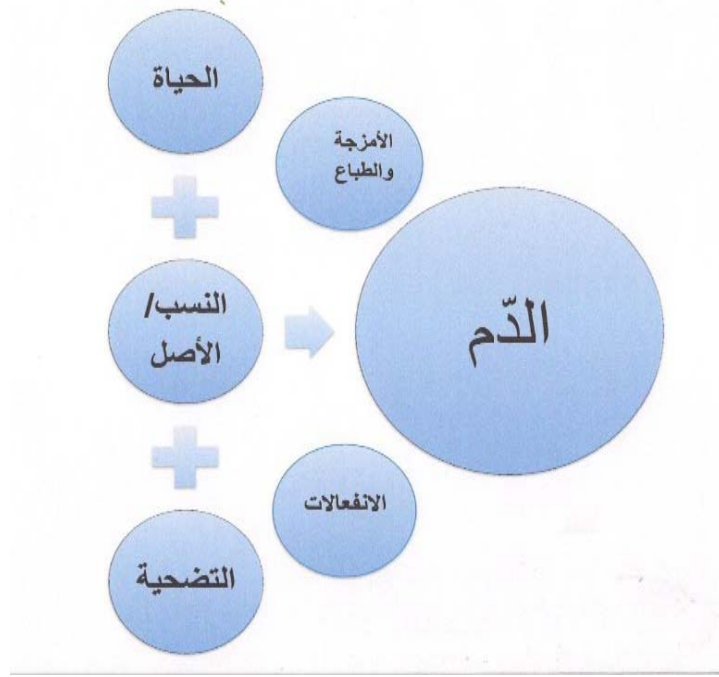 الحياة
الأمزجة
والطباع
النسب/
الأصل
الدّم
الانفعالات
التضحية